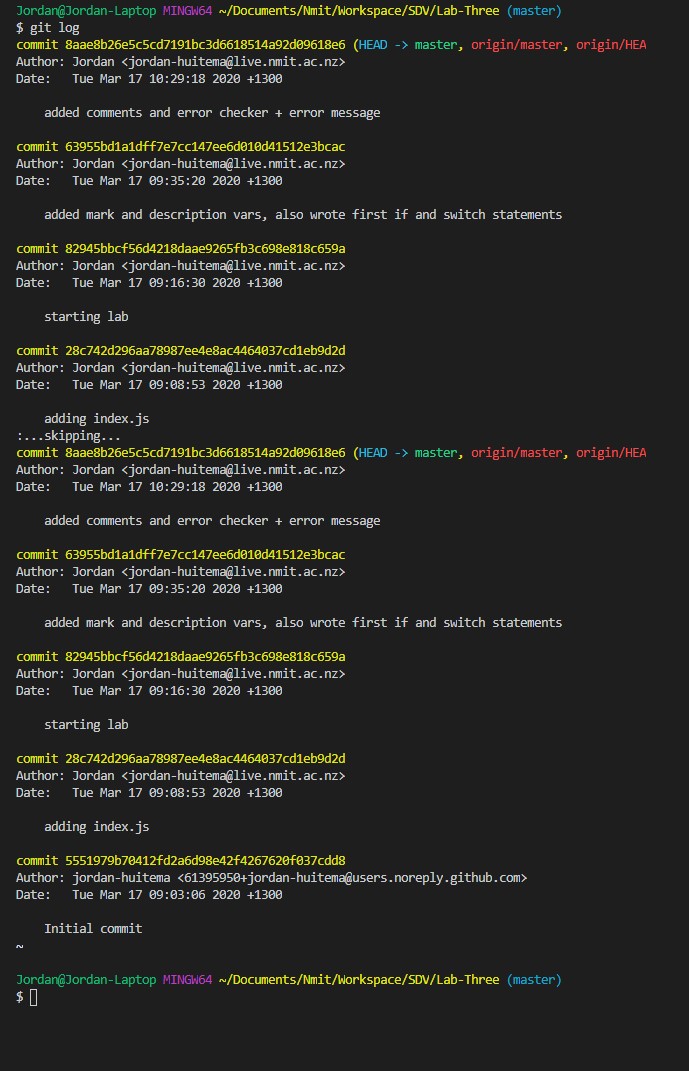 Jordan@Jordan-Laptop MINGW64 ~/Documents/Nmit/Workspace/SDV/Lab-Three (master)
$ git log
commit 8aae8b26e5c5cd7191bc3d6618514a92d09618e6 (HEAD -> master, origin/master, origin/HEA
Author: Jordan <jordan-huitema@live.nmit.ac.nz>
Date:   Tue Mar 17 10:29:18 2020 +1300

    added comments and error checker + error message

commit 63955bd1a1dff7e7cc147ee6d010d41512e3bcac
Author: Jordan <jordan-huitema@live.nmit.ac.nz>
Date:   Tue Mar 17 09:35:20 2020 +1300

    added mark and description vars, also wrote first if and switch statements

commit 82945bbcf56d4218daae9265fb3c698e818c659a
Author: Jordan <jordan-huitema@live.nmit.ac.nz>
Date:   Tue Mar 17 09:16:30 2020 +1300

    starting lab

commit 28c742d296aa78987ee4e8ac4464037cd1eb9d2d
Author: Jordan <jordan-huitema@live.nmit.ac.nz>
Date:   Tue Mar 17 09:08:53 2020 +1300

    adding index.js
:...skipping...
commit 8aae8b26e5c5cd7191bc3d6618514a92d09618e6 (HEAD -> master, origin/master, origin/HEA
Author: Jordan <jordan-huitema@live.nmit.ac.nz>
Date:   Tue Mar 17 10:29:18 2020 +1300

    added comments and error checker + error message

commit 63955bd1a1dff7e7cc147ee6d010d41512e3bcac
Author: Jordan <jordan-huitema@live.nmit.ac.nz>
Date:   Tue Mar 17 09:35:20 2020 +1300

    added mark and description vars, also wrote first if and switch statements

commit 82945bbcf56d4218daae9265fb3c698e818c659a
Author: Jordan <jordan-huitema@live.nmit.ac.nz>
Date:   Tue Mar 17 09:16:30 2020 +1300

    starting lab

commit 28c742d296aa78987ee4e8ac4464037cd1eb9d2d
Author: Jordan <jordan-huitema@live.nmit.ac.nz>
Date:   Tue Mar 17 09:08:53 2020 +1300

    adding index.js

commit 5551979b70412fd2a6d98e42f4267620f037cdd8
Author: jordan-huitema <61395950+jordan-huitema@users.noreply.github.com>
Date:   Tue Mar 17 09:03:06 2020 +1300

    Initial commit
~

Jordan@Jordan-Laptop MINGW64 ~/Documents/Nmit/Workspace/SDV/Lab-Three (master)
$